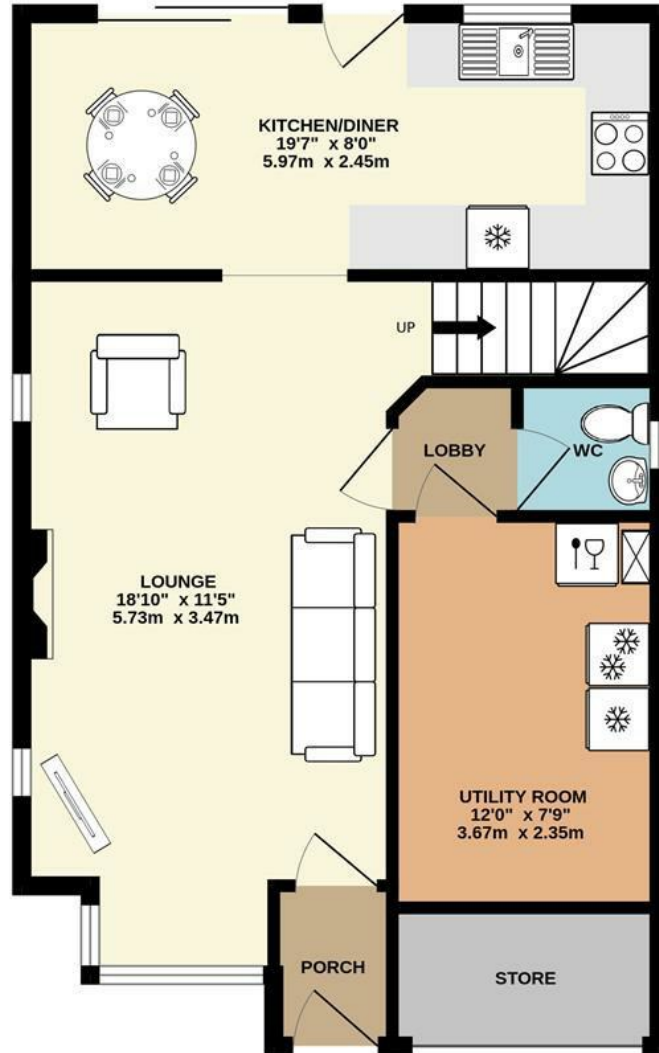 KITCHEN/DINER
19'7" x 8'0"
5.97m x 2.45m
UP
LOBBY
WC
LOUNGE
18'10" x 11'5"
5.73m x 3.47m
UTILITY ROOM
12'0" x 7'9"
3.67m x 2.35m
PORCH
STORE